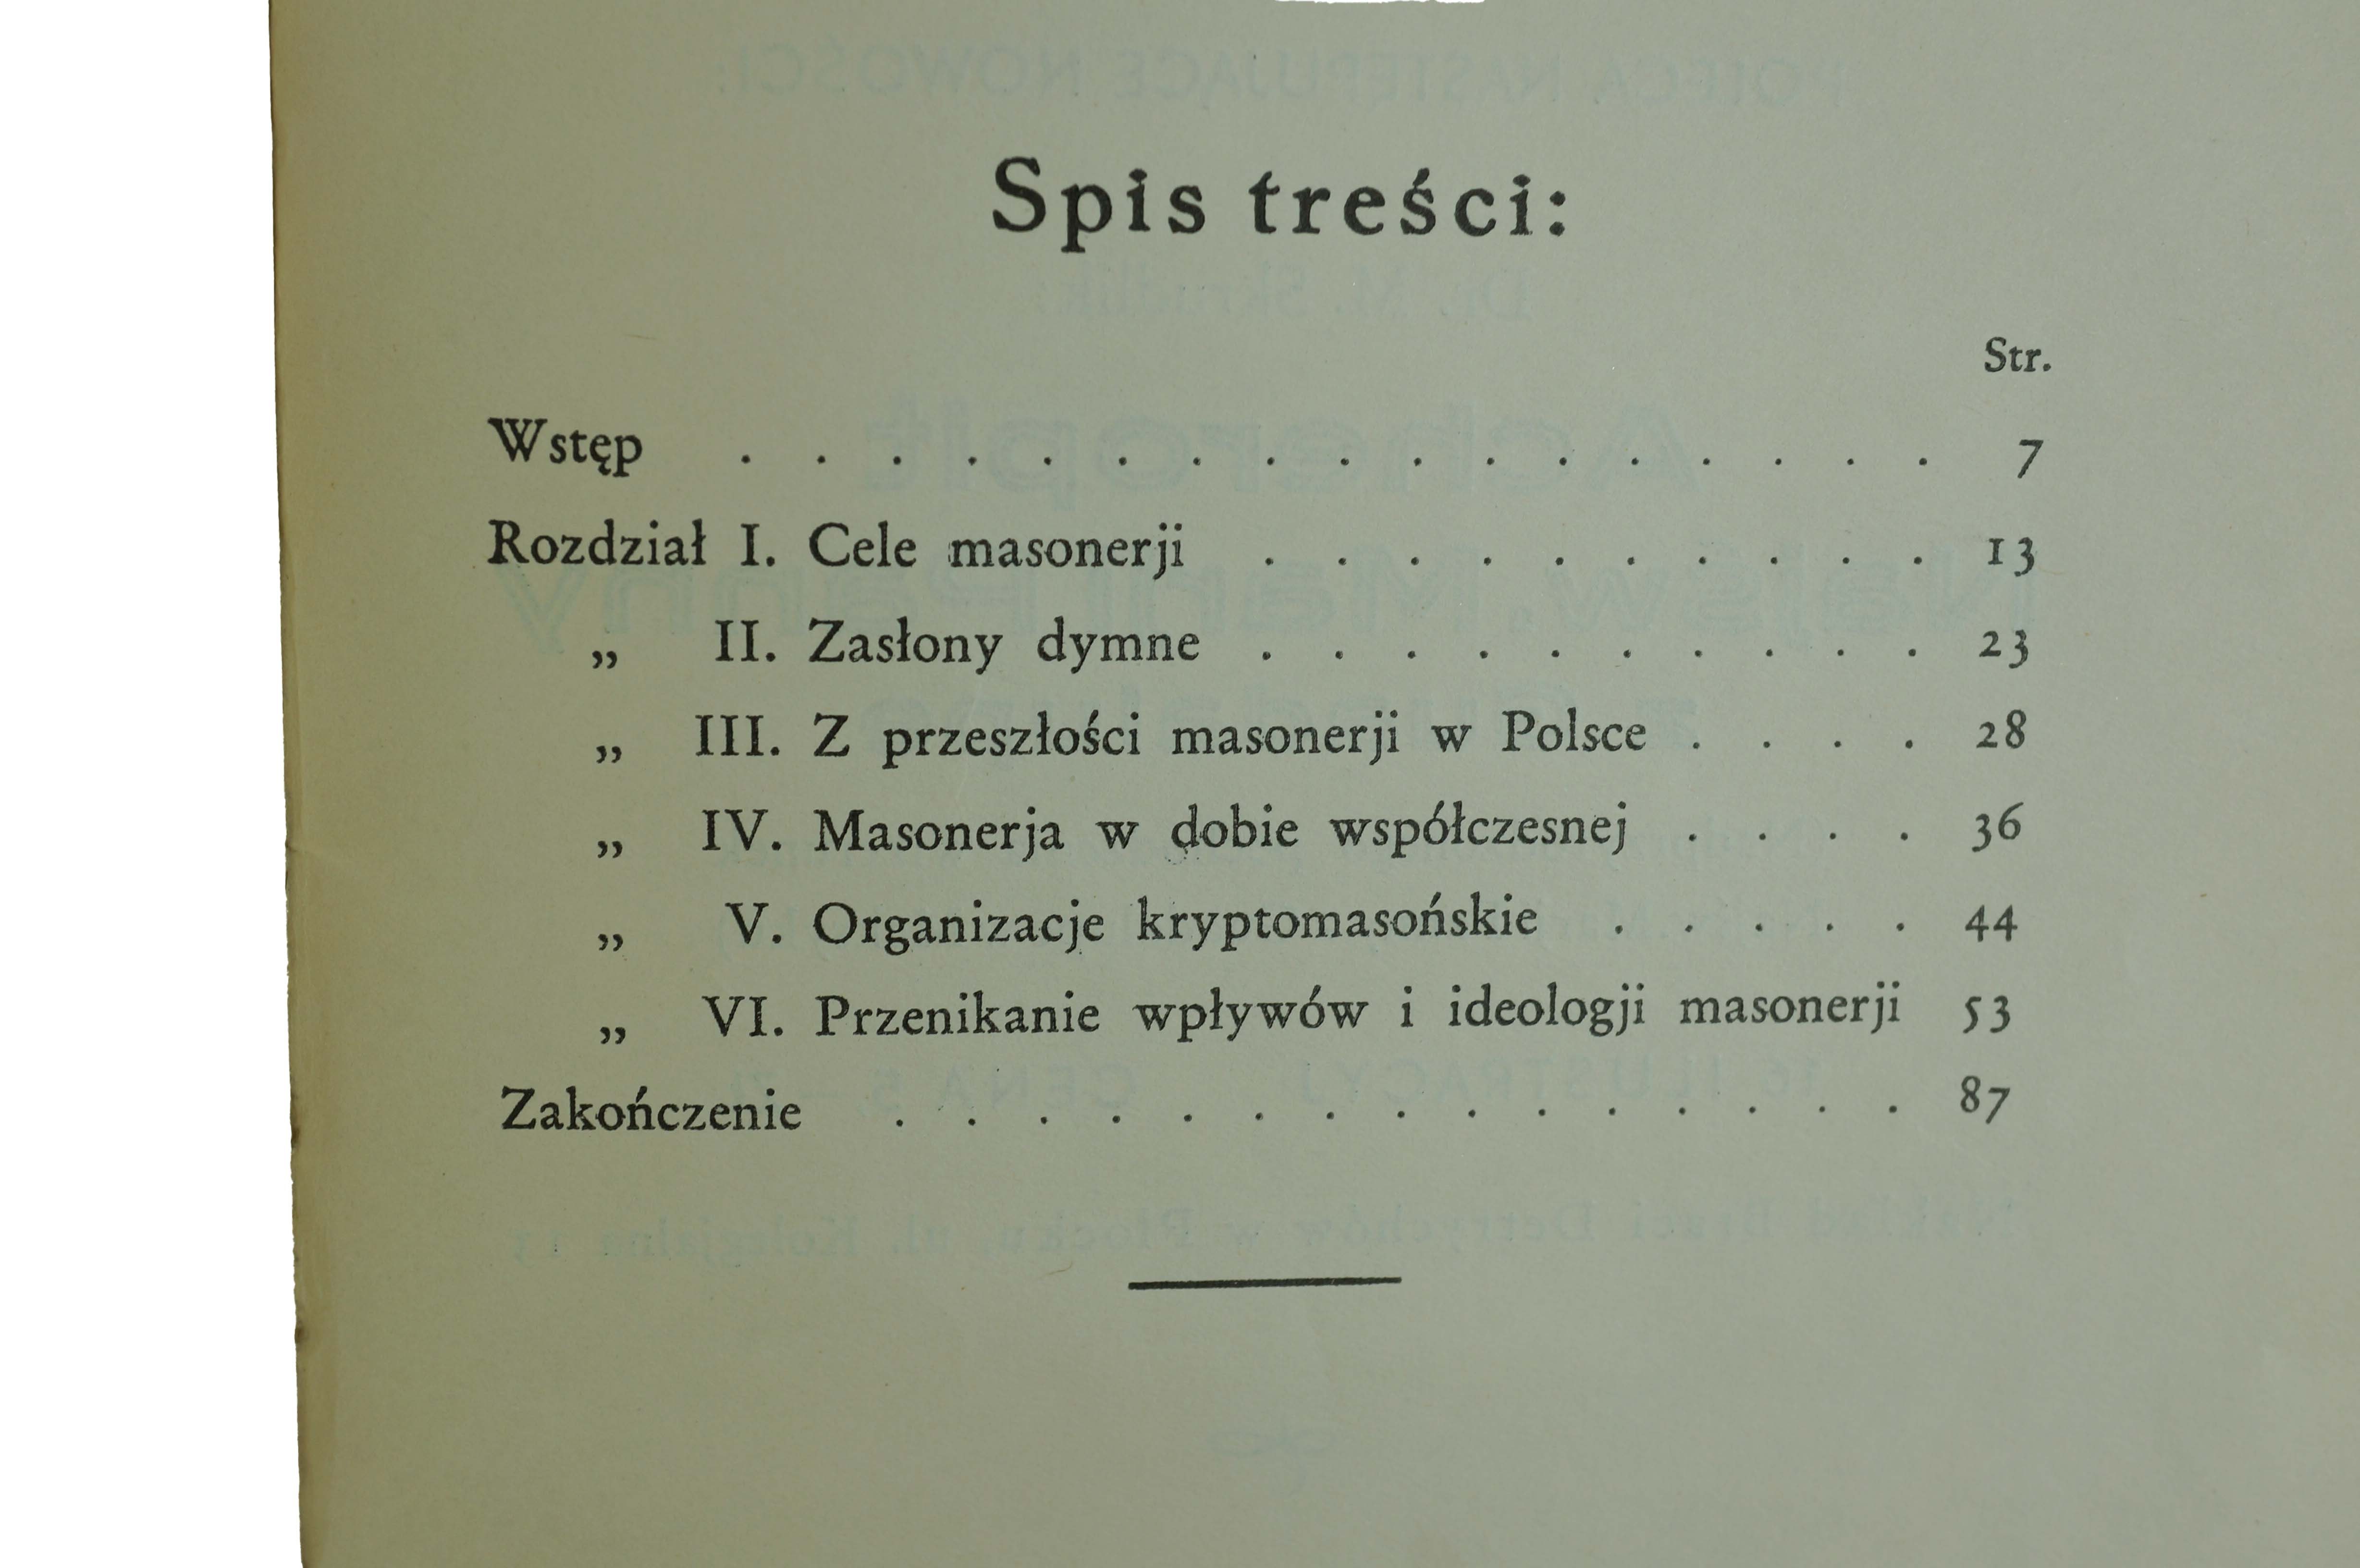 Spis treści:
Str.
Wstęp . . . . . . . . . . . . . . . . . 7
Rozdział I. Cele masonerji . . . . . . . . . . 13
„ II. Zasłony dymne . . . . . . . . . . 23
„ III. Z przeszłości masonerji w Polsce . . . . 28
„ IV. Masonerja w dobie współczesnej . . . . 36
„ V. Organizacje kryptomasońskie . . . . . 44
„ VI. Przenikanie wpływów i ideologji masonerji 53
Zakończenie . . . . . . . . . . . . . . . 87